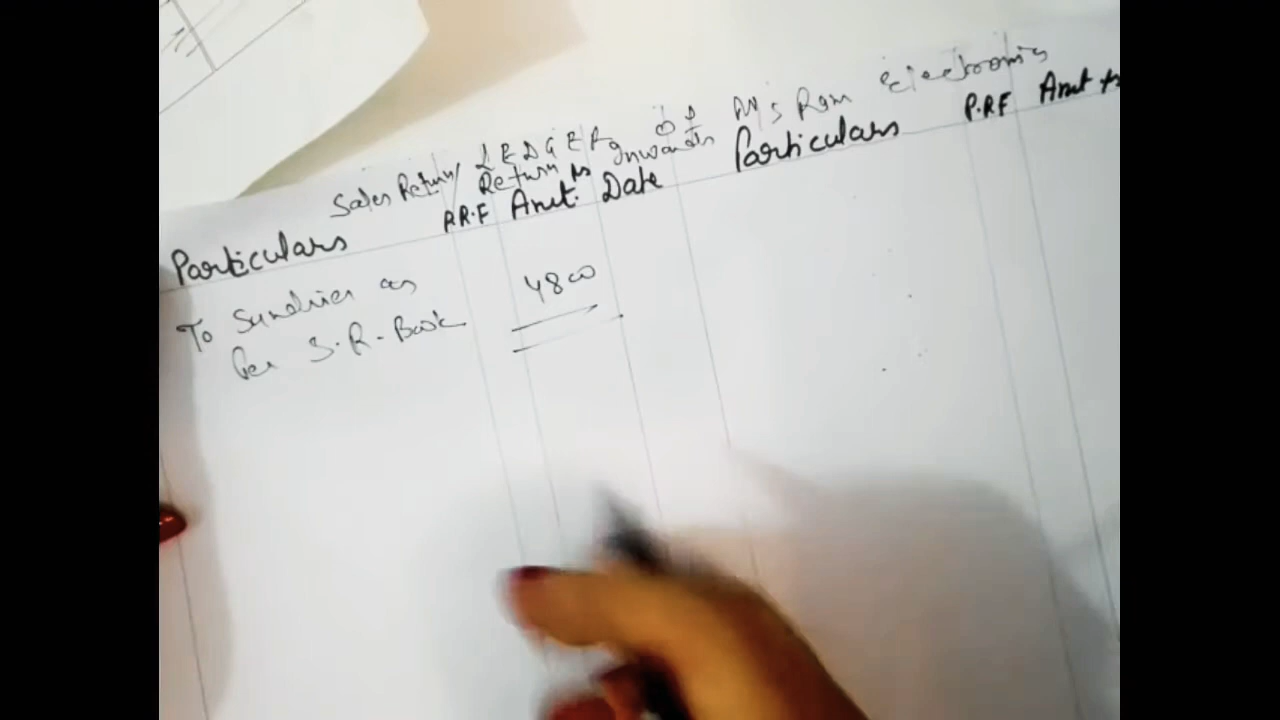 LEDGER of M/s Ram Electronics
Sales Return/ Return Inwards
Particulars P.R.F Amt. Date Particulars P.R.F Amt
To Sundries as 4800
Per S.R. Book